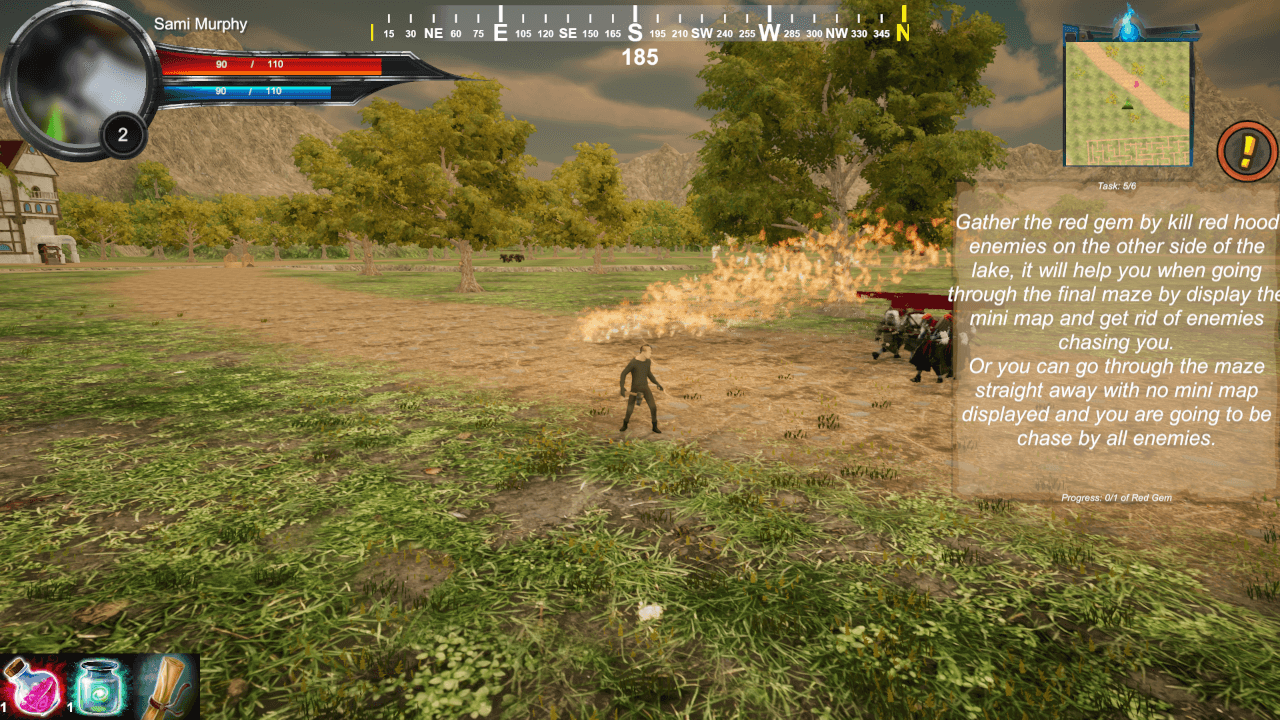 Sami Murphy
15 30 NE 60 75 E 105 120 SE 150 165 S 195 210 SW 240 255 W 285 300 NW 330 345 N
185
90 / 110
90 / 110
2
Task: 5/6
Gather the red gem by kill red hood
enemies on the other side of the
lake, it will help you when going
through the final maze by display the
mini map and get rid of enemies
chasing you.
Or you can go through the maze
straight away with no mini map
displayed and you are going to be
chase by all enemies.
Progress: 0/1 of Red Gem
1 1